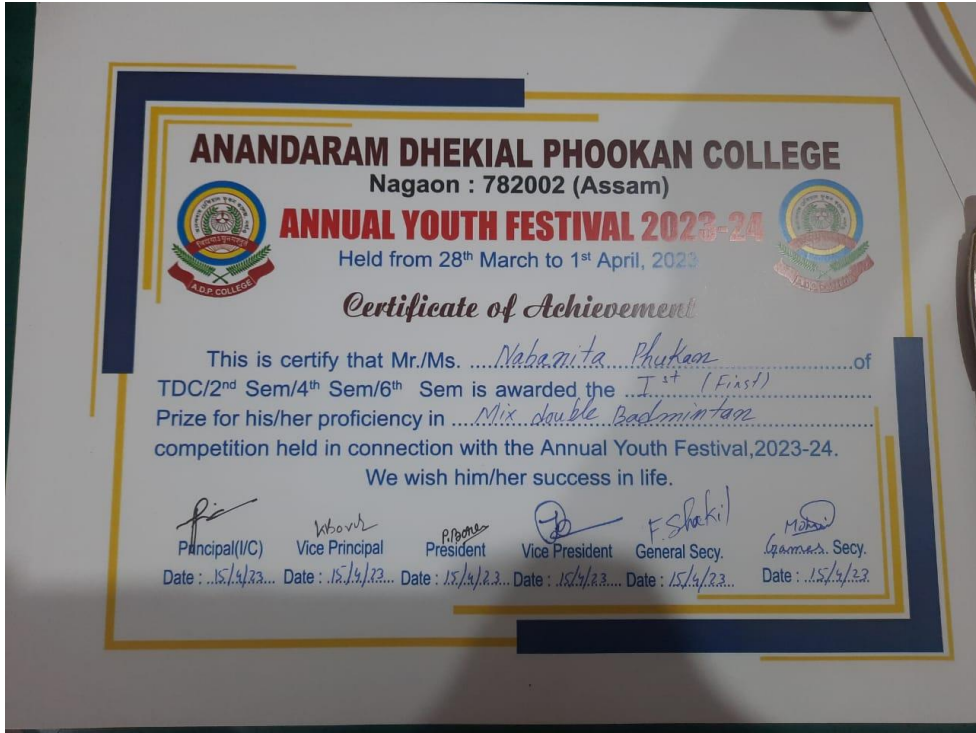 ANANDARAM DHEKIAL PHOOKAN COLLEGE
Nagaon : 782002 (Assam)
ANNUAL YOUTH FESTIVAL 2023-24
Held from 28th March to 1st April, 2023
A.D.P COLLEGE
Certificate of Achievement
This is certify that Mr./Ms. Nabanita Phukan of
TDC/2nd Sem/4th Sem/6th Sem is awarded the Ist (First)
Prize for his/her proficiency in Mix double Badmintan
competition held in connection with the Annual Youth Festival,2023-24.
We wish him/her success in life.
F. Shakil
Principal(I/C) Vice Principal President Vice President General Secy. Games Secy.
Date : 15/4/23 Date : 15/4/23 Date : 15/4/23 Date : 15/4/23 Date : 15/4/23 Date : 15/4/23